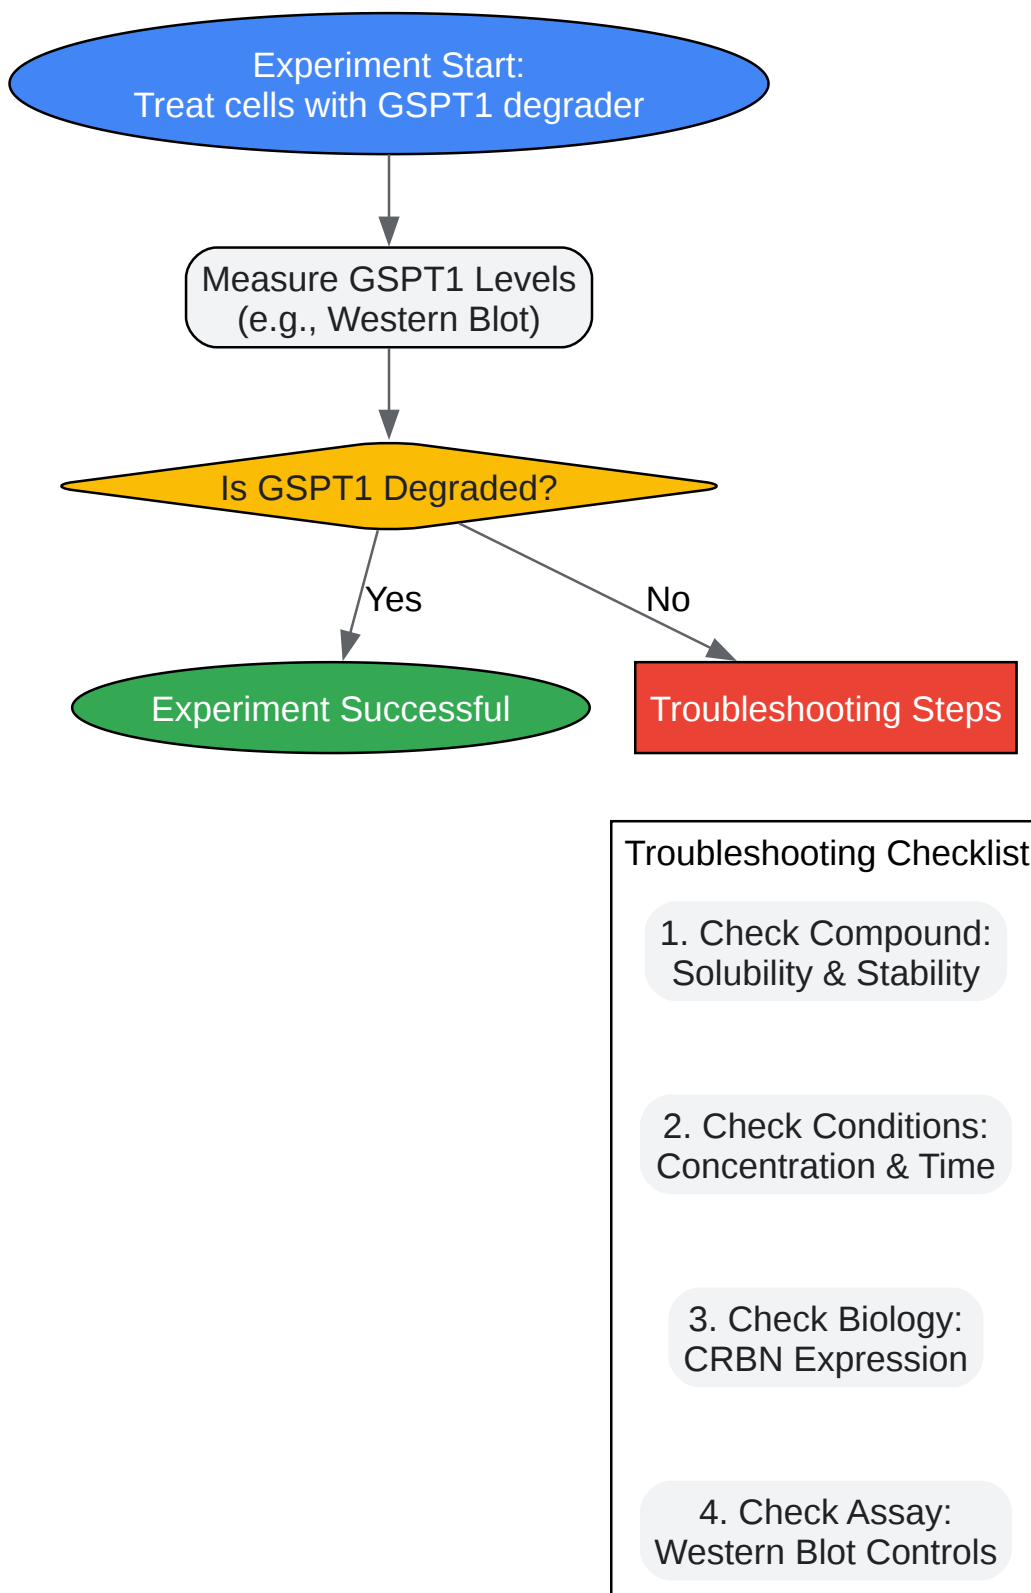 Experiment Start:
Treat cells with GSPT1 degrader
Measure GSPT1 Levels
(e.g., Western Blot)
Is GSPT1 Degraded?
Yes
No
Experiment Successful
Troubleshooting Steps
Troubleshooting Checklist
1. Check Compound:
Solubility & Stability
2. Check Conditions:
Concentration & Time
3. Check Biology:
CRBN Expression
4. Check Assay:
Western Blot Controls